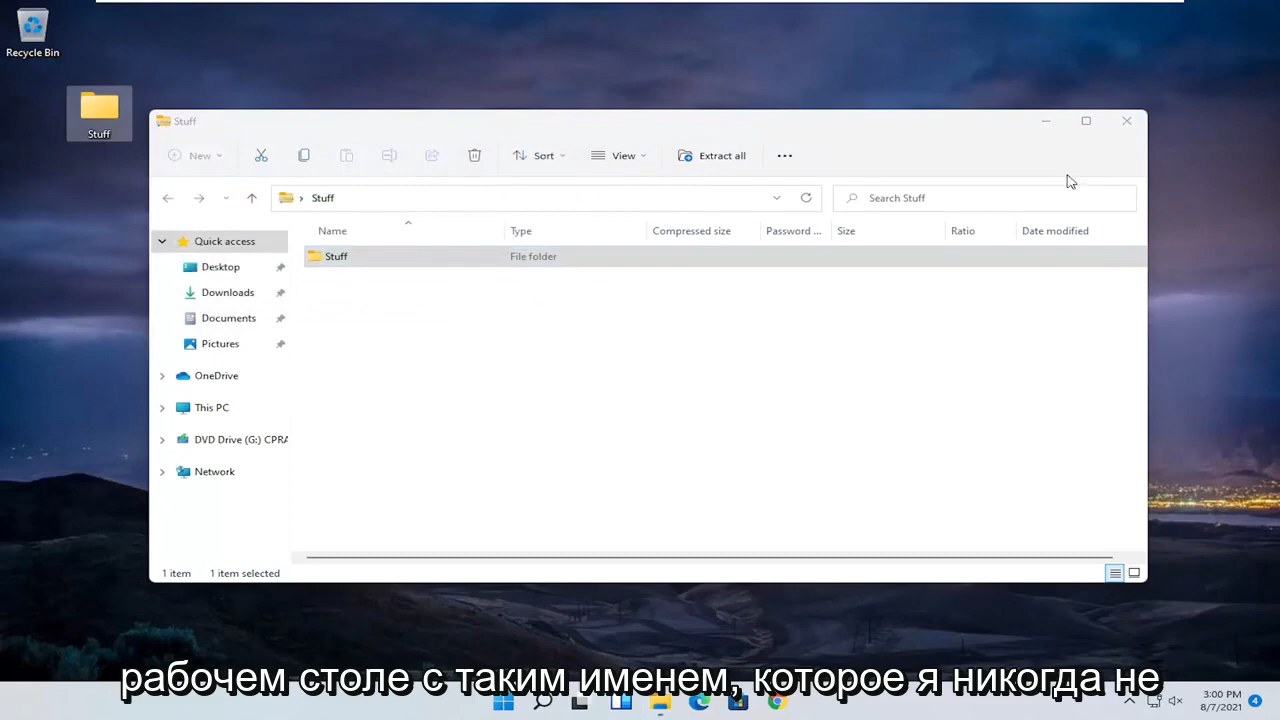 Recycle Bin
Stuff
Stuff
New
Sort
View
Extract all
Stuff
Search Stuff
Name
Type
Compressed size
Password ...
Size
Ratio
Date modified
Quick access
Stuff
File folder
Desktop
Downloads
Documents
Pictures
OneDrive
This PC
DVD Drive (G:) CPRA
Network
1 item
1 item selected
рабочем столе с таким именем, которое я никогда не
3:00 PM
8/7/2021
4